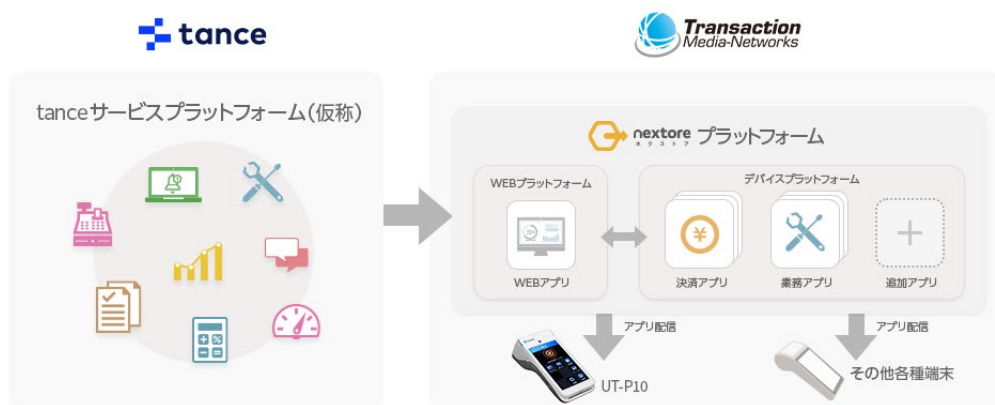 tance
Transaction
Media-Networks
tanceサービスプラットフォーム(仮称)
nextore プラットフォーム
ネクストア
WEBプラットフォーム
デバイスプラットフォーム
WEBアプリ
決済アプリ
業務アプリ
追加アプリ
アプリ配信
アプリ配信
UT-P10
その他各種端末